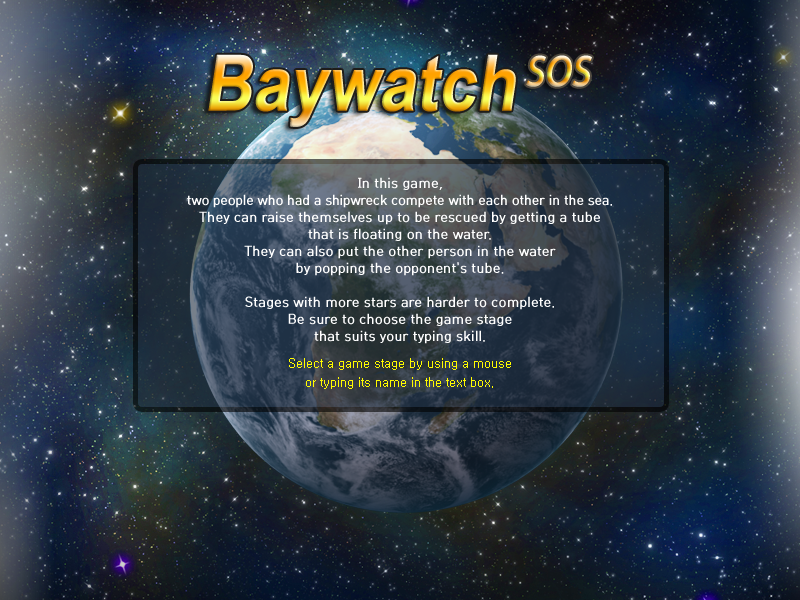 Baywatch SOS
In this game,
two people who had a shipwreck compete with each other in the sea.
They can raise themselves up to be rescued by getting a tube
that is floating on the water.
They can also put the other person in the water
by popping the opponent's tube.
Stages with more stars are harder to complete.
Be sure to choose the game stage
that suits your typing skill.
Select a game stage by using a mouse
or typing its name in the text box.